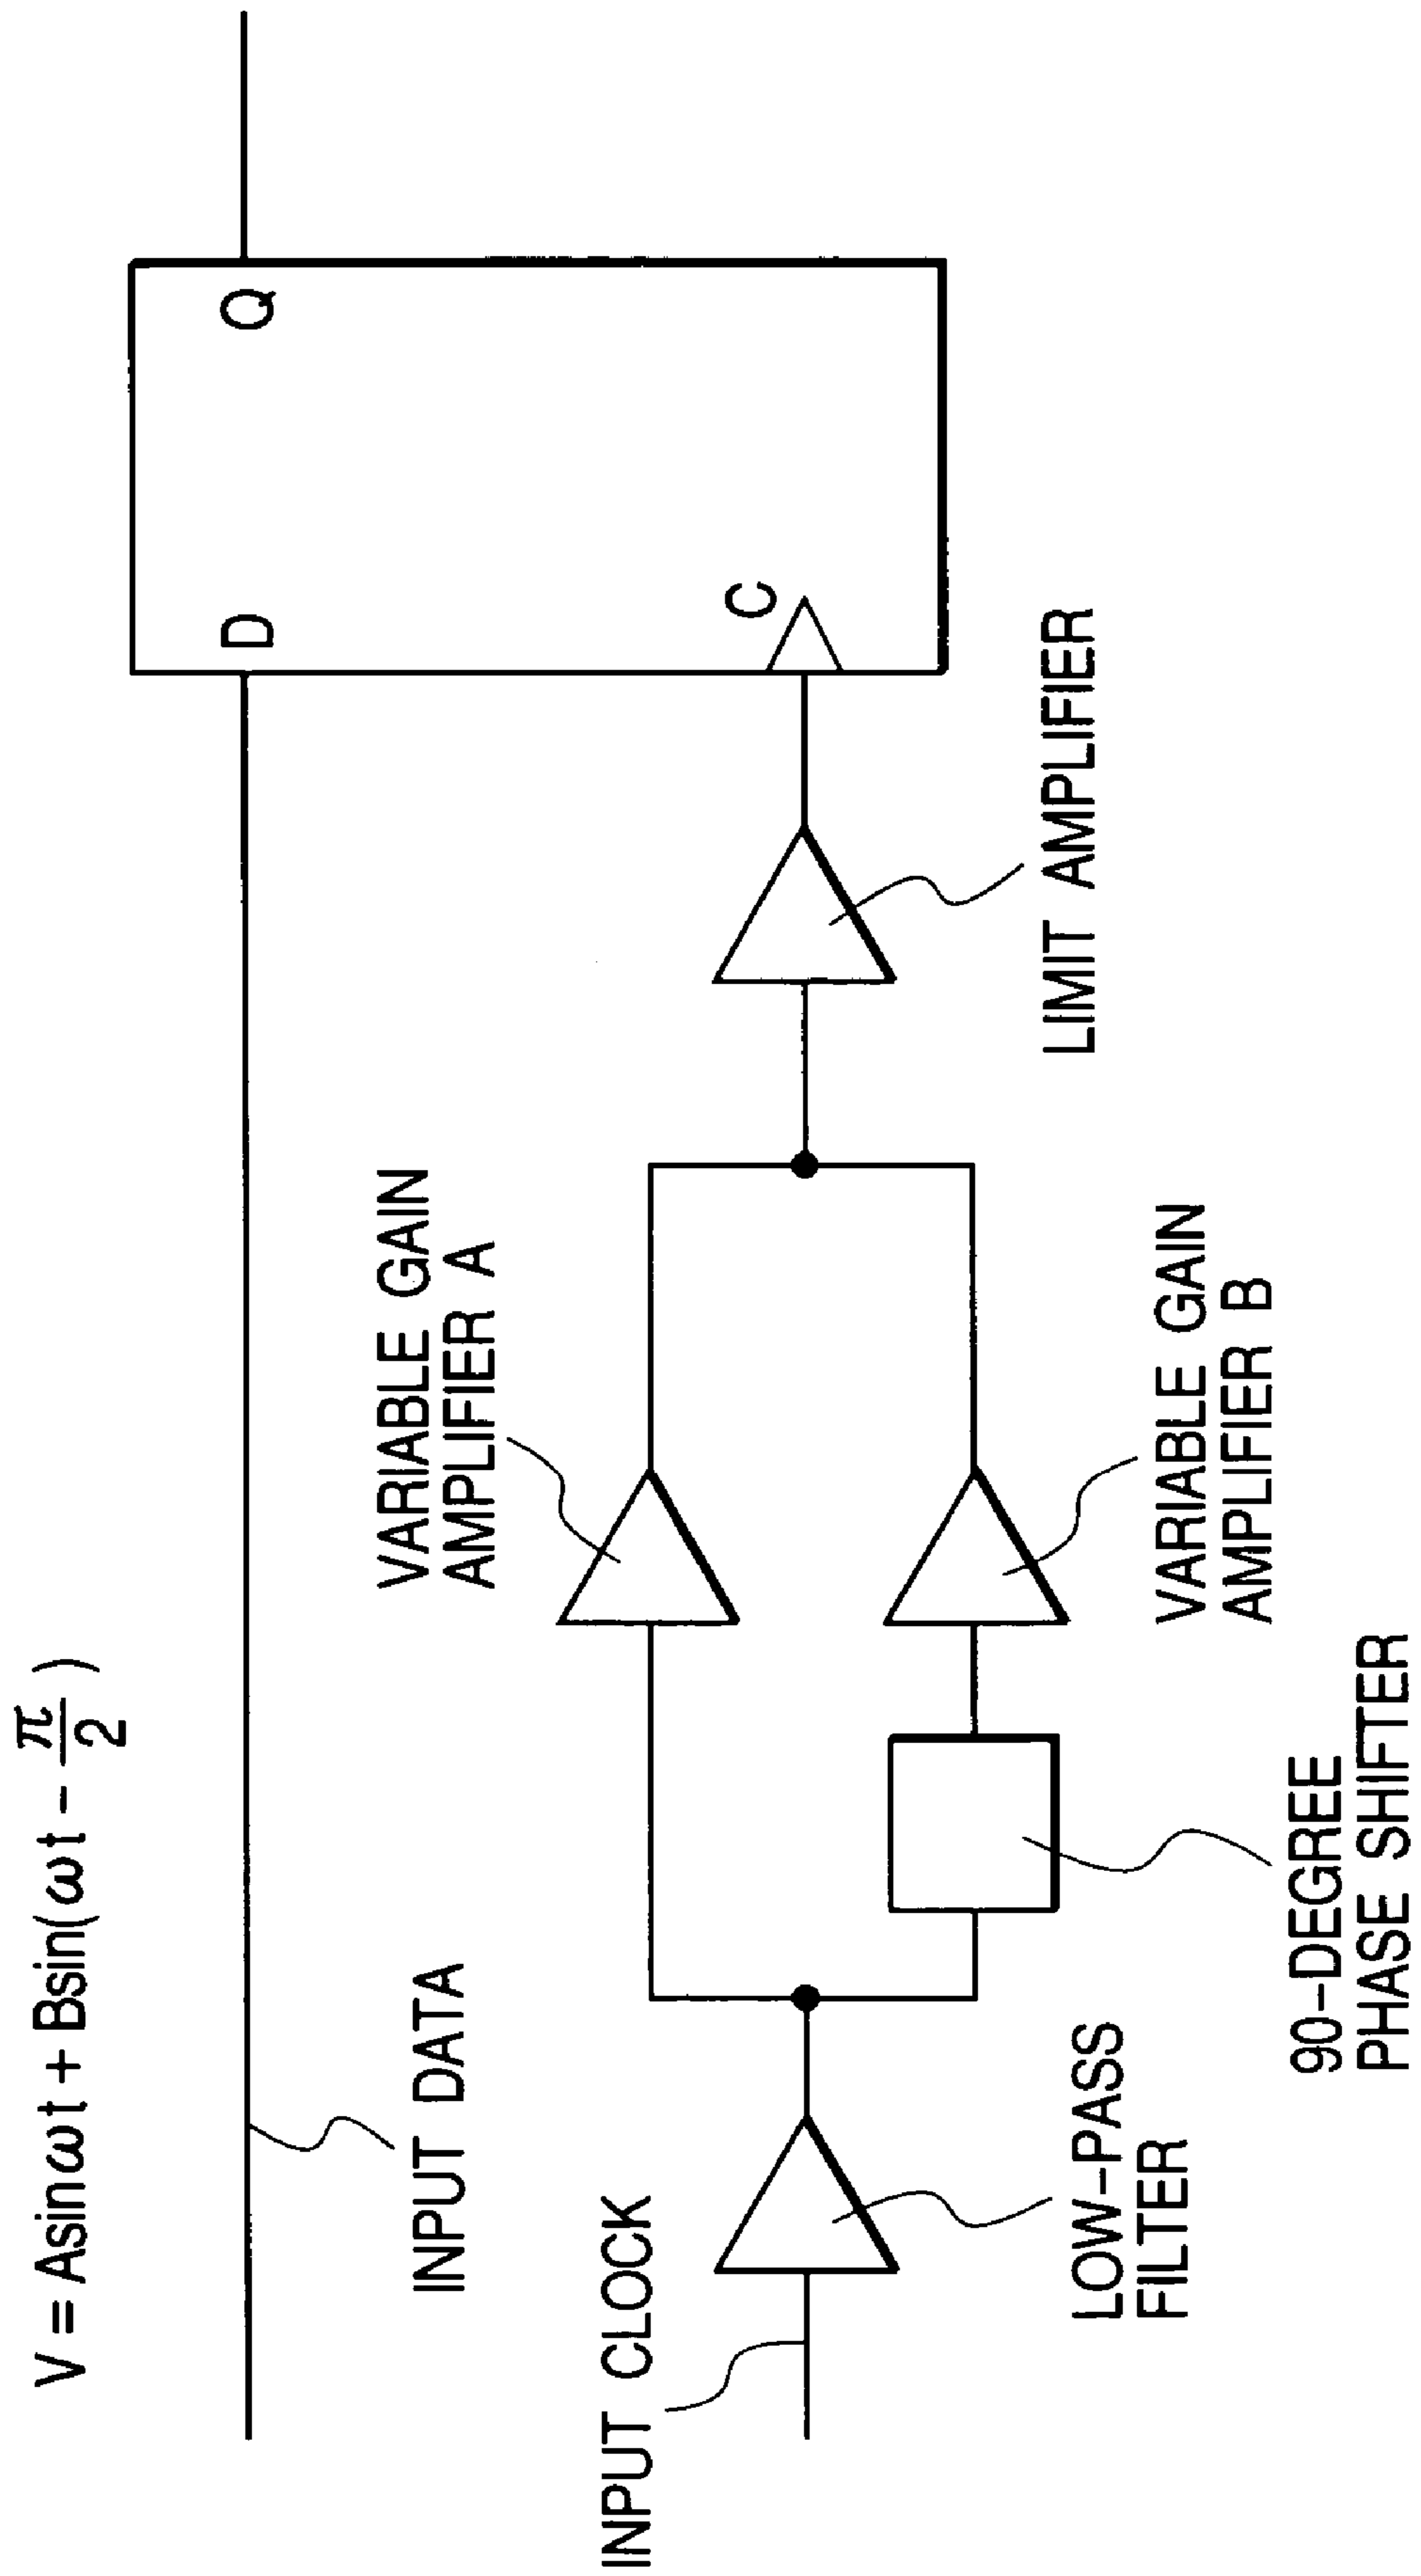 V = Asinωt + Bsin(ωt - π/2)
INPUT DATA
D
Q
VARIABLE GAIN
AMPLIFIER A
INPUT CLOCK
C
LOW-PASS
FILTER
90-DEGREE
PHASE SHIFTER
VARIABLE GAIN
AMPLIFIER B
LIMIT AMPLIFIER